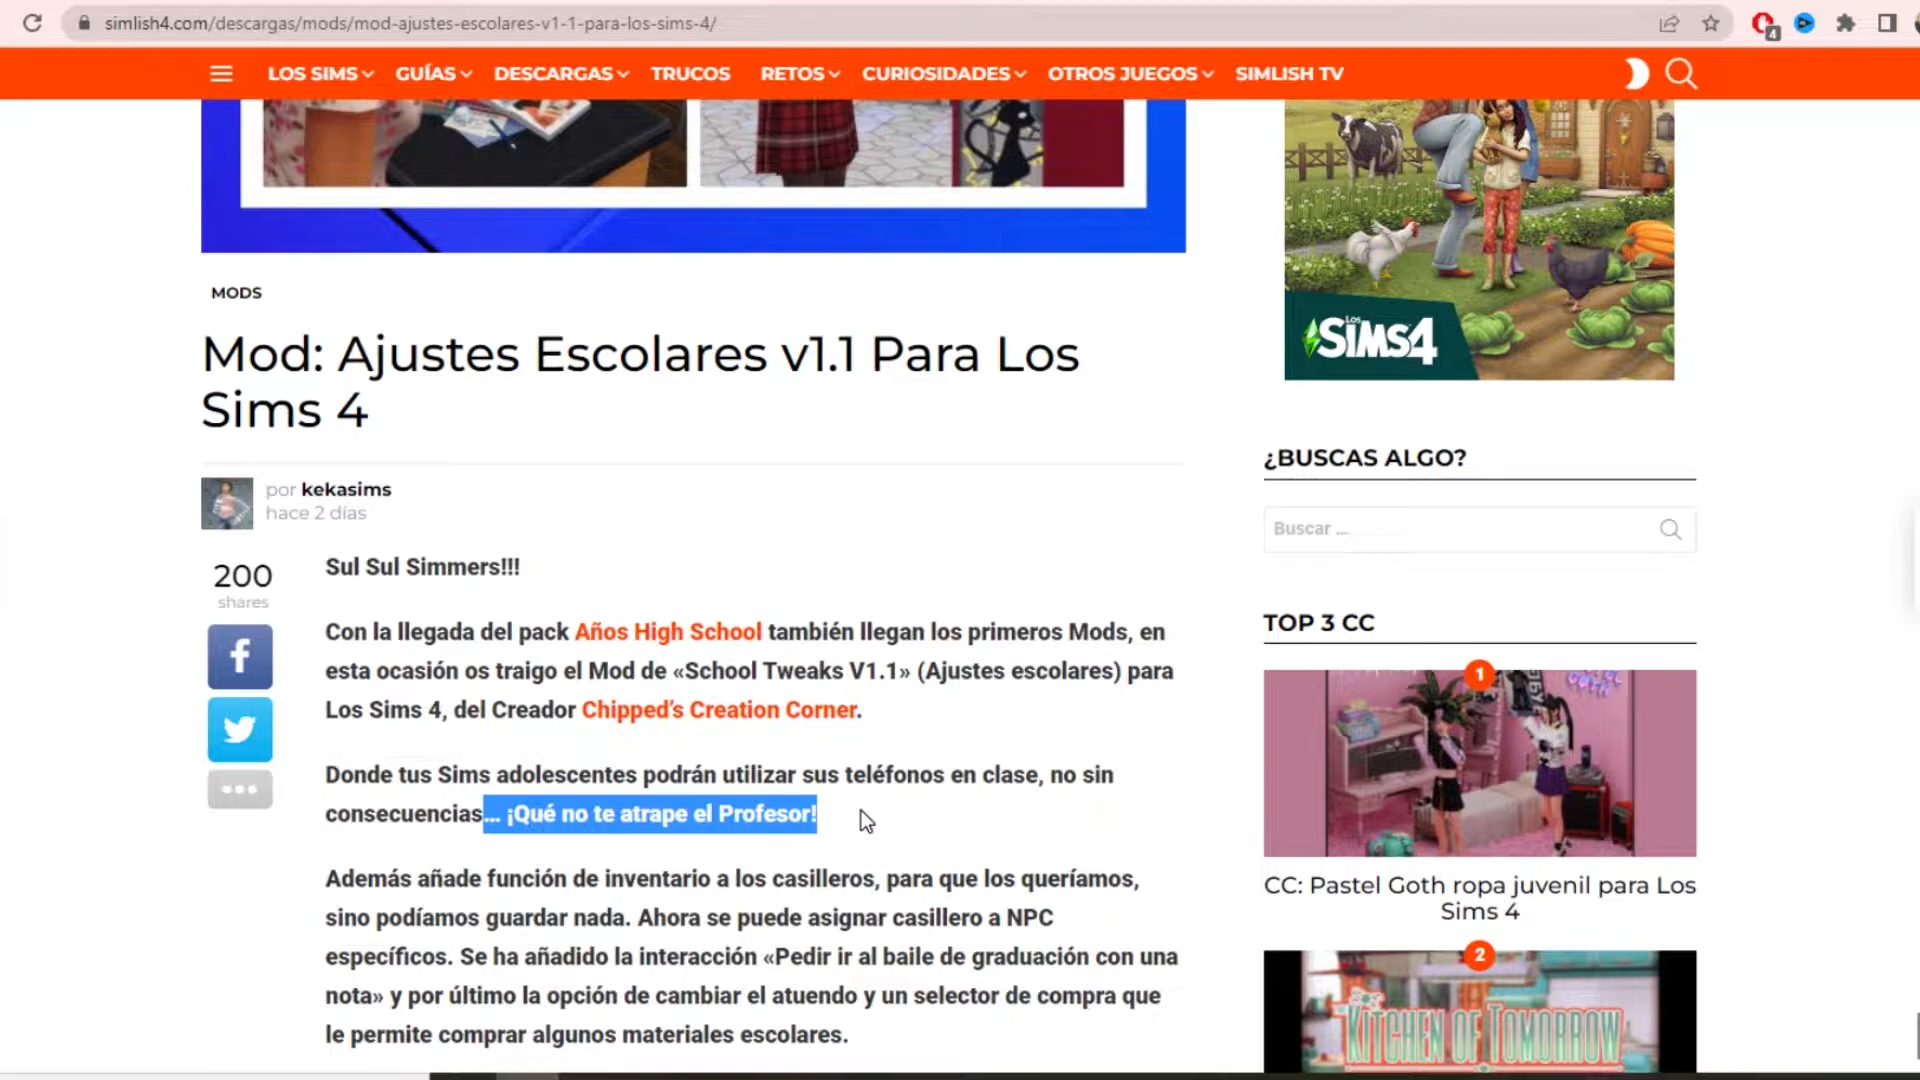 simlish4.com/descargas/mods/mod-ajustes-escolares-v1-1-para-los-sims-4/
4
LOS SIMS GUÍAS DESCARGAS TRUCOS RETOS CURIOSIDADES OTROS JUEGOS SIMLISH TV
Los SIMS4
MODS
Mod: Ajustes Escolares v1.1 Para Los
Sims 4
por kekasims
hace 2 días
200
shares
Sul Sul Simmers!!!
Con la llegada del pack Años High School también llegan los primeros Mods, en
esta ocasión os traigo el Mod de «School Tweaks V1.1» (Ajustes escolares) para
Los Sims 4, del Creador Chipped’s Creation Corner.
Donde tus Sims adolescentes podrán utilizar sus teléfonos en clase, no sin
consecuencias… ¡Qué no te atrape el Profesor!
Además añade función de inventario a los casilleros, para que los queríamos,
sino podíamos guardar nada. Ahora se puede asignar casillero a NPC
específicos. Se ha añadido la interacción «Pedir ir al baile de graduación con una
nota» y por último la opción de cambiar el atuendo y un selector de compra que
le permite comprar algunos materiales escolares.
¿BUSCAS ALGO?
Buscar …
TOP 3 CC
1
CC: Pastel Goth ropa juvenil para Los
Sims 4
2
KITCHEN OF TOMORROW